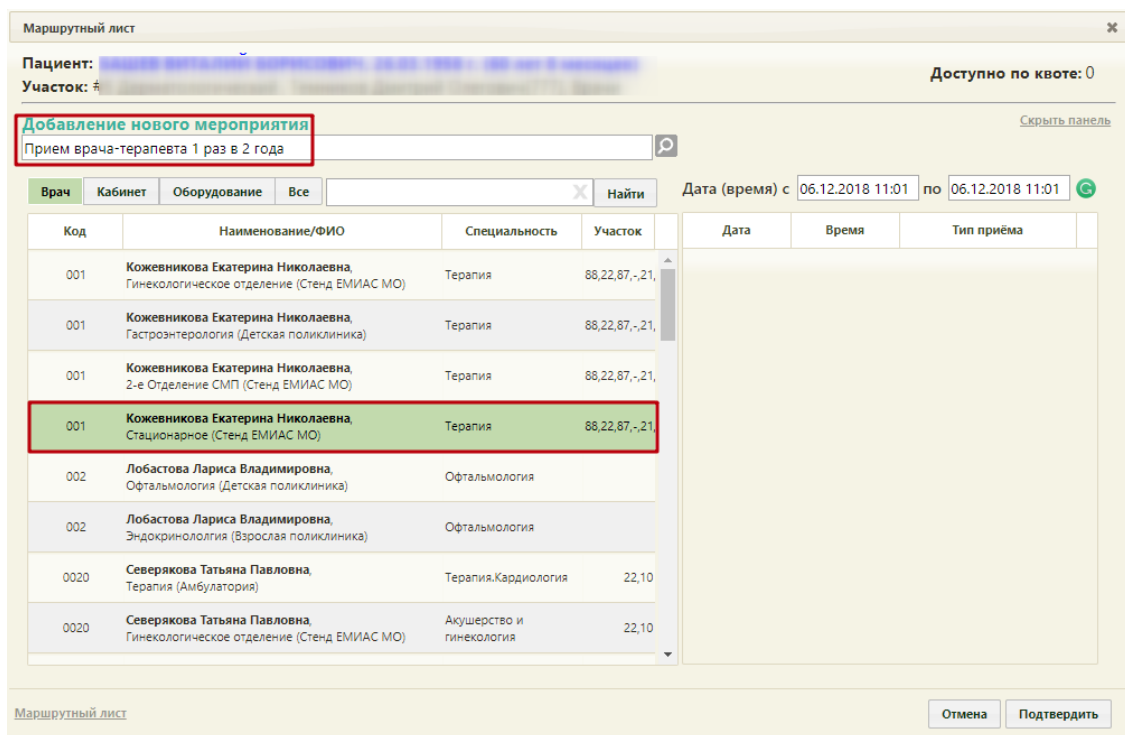 Маршрутный лист
Пациент:
Участок: #
Доступно по квоте: 0
Добавление нового мероприятия
Скрыть панель
Прием врача-терапевта 1 раз в 2 года
Врач Кабинет Оборудование Все Найти Дата (время) с 06.12.2018 11:01 по 06.12.2018 11:01
Код Наименование/ФИО Специальность Участок Дата Время Тип приёма
001 Кожевникова Екатерина Николаевна, Терапия 88,22,87,-,21,
Гинекологическое отделение (Стенд ЕМИАС МО)
001 Кожевникова Екатерина Николаевна, Терапия 88,22,87,-,21,
Гастроэнтерология (Детская поликлиника)
001 Кожевникова Екатерина Николаевна, Терапия 88,22,87,-,21,
2-е Отделение СМП (Стенд ЕМИАС МО)
001 Кожевникова Екатерина Николаевна, Терапия 88,22,87,-,21,
Стационарное (Стенд ЕМИАС МО)
002 Лобастова Лариса Владимировна, Офтальмология
Офтальмология (Детская поликлиника)
002 Лобастова Лариса Владимировна, Офтальмология
Эндокринололгия (Взрослая поликлиника)
0020 Северякова Татьяна Павловна, Терапия.Кардиология 22,10
Терапия (Амбулатория)
0020 Северякова Татьяна Павловна, Акушерство и гинекология 22,10
Гинекологическое отделение (Стенд ЕМИАС МО)
Маршрутный лист
Отмена Подтвердить